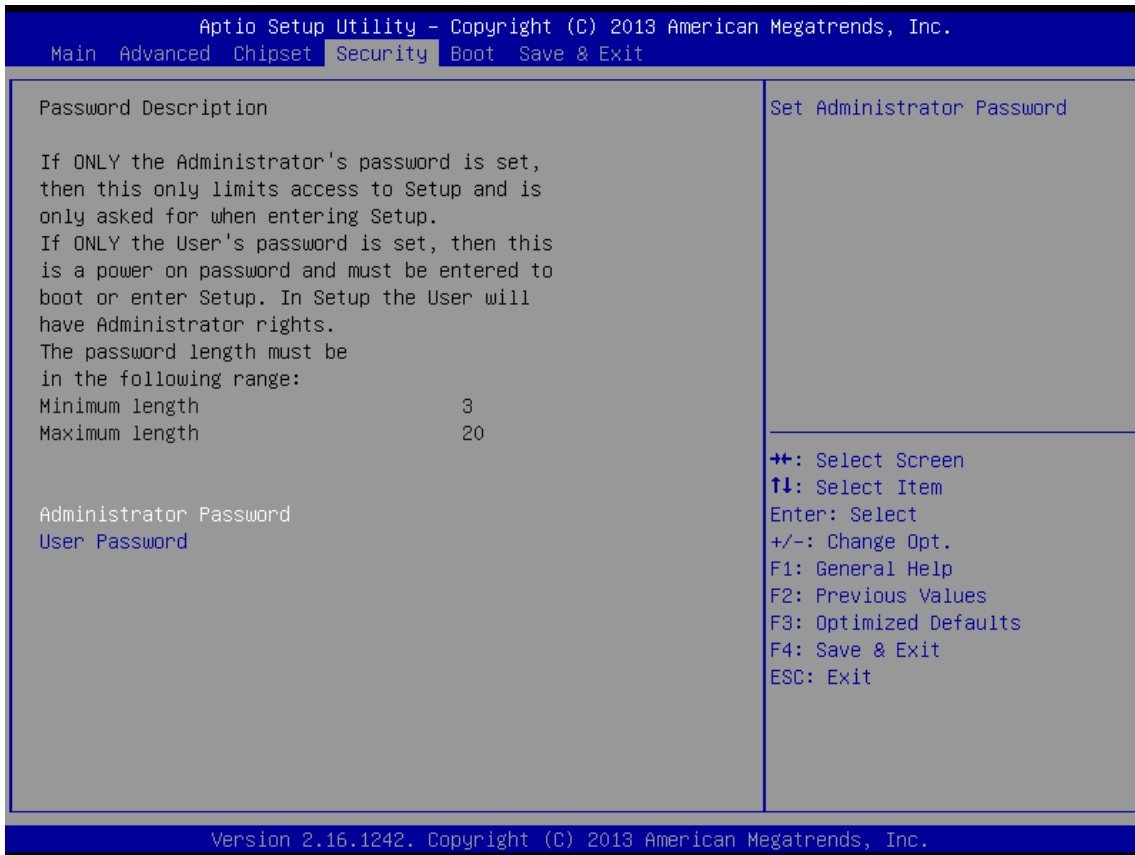 Aptio Setup Utility – Copyright (C) 2013 American Megatrends, Inc.
Main Advanced Chipset Security Boot Save & Exit
Password Description
If ONLY the Administrator's password is set,
then this only limits access to Setup and is
only asked for when entering Setup.
If ONLY the User's password is set, then this
is a power on password and must be entered to
boot or enter Setup. In Setup the User will
have Administrator rights.
The password length must be
in the following range:
Minimum length 3
Maximum length 20
Administrator Password
User Password
Set Administrator Password
→←: Select Screen
↑↓: Select Item
Enter: Select
+/-: Change Opt.
F1: General Help
F2: Previous Values
F3: Optimized Defaults
F4: Save & Exit
ESC: Exit
Version 2.16.1242. Copyright (C) 2013 American Megatrends, Inc.